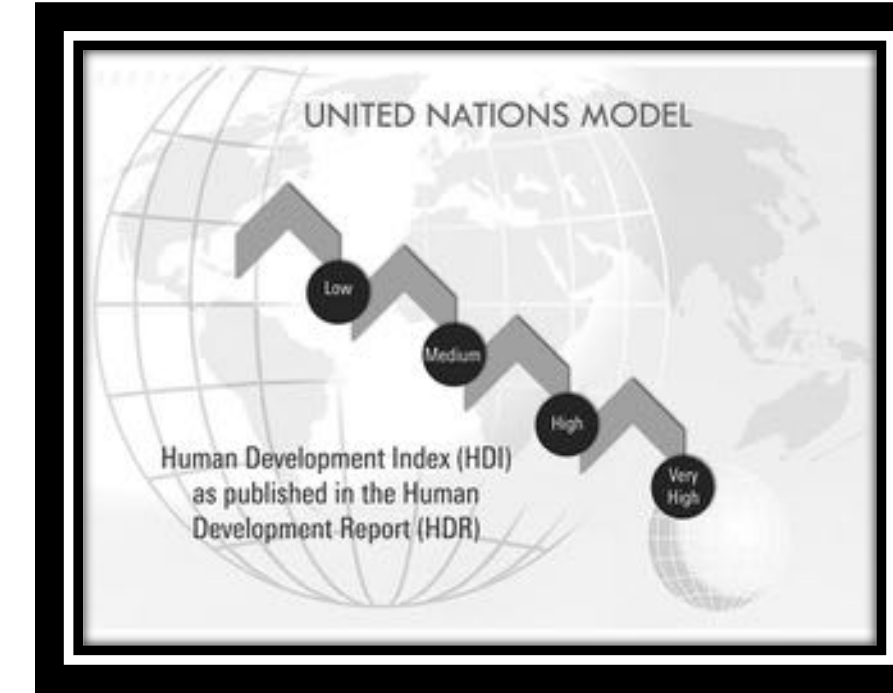 UNITED NATIONS MODEL
Low
Medium
High
Very
High
Human Development Index (HDI)
as published in the Human
Development Report (HDR)